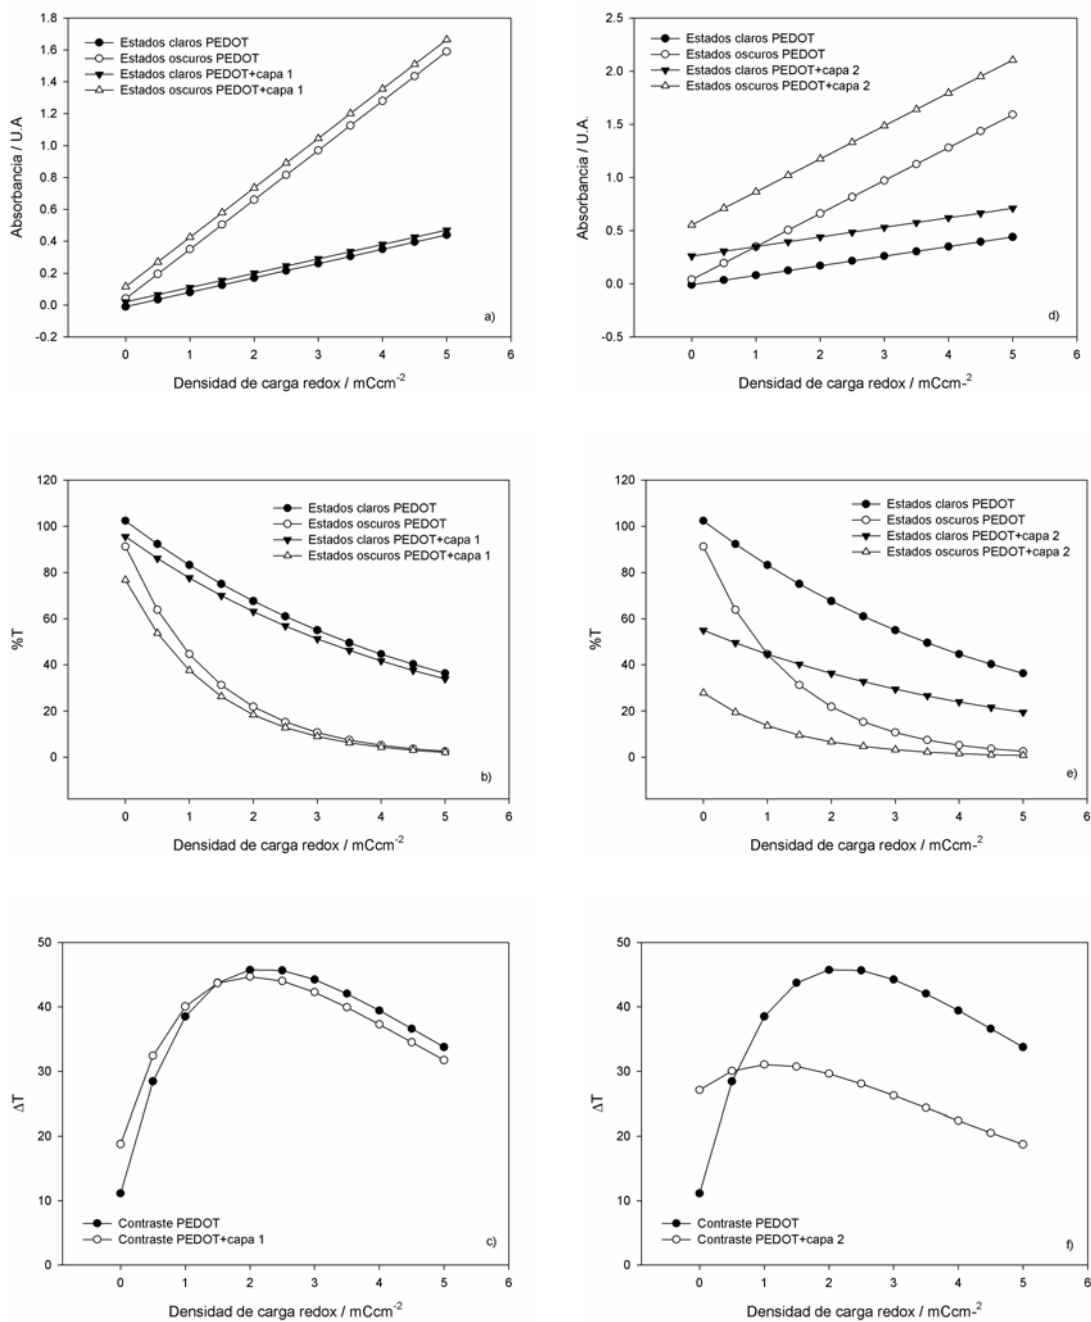 1.8
1.6
1.4
1.2
1.0
0.8
0.6
0.4
0.2
0.0
-0.2
Absorbancia / U.A
Estados claros PEDOT
Estados oscuros PEDOT
Estados claros PEDOT+capa 1
Estados oscuros PEDOT+capa 1
a)
0 1 2 3 4 5 6
Densidad de carga redox / mCcm-2
2.5
2.0
1.5
1.0
0.5
0.0
-0.5
Absorbancia / U.A.
Estados claros PEDOT
Estados oscuros PEDOT
Estados claros PEDOT+capa 2
Estados oscuros PEDOT+capa 2
d)
0 1 2 3 4 5 6
Densidad de carga redox / mCcm-2
120
100
80
60
40
20
0
%T
Estados claros PEDOT
Estados oscuros PEDOT
Estados claros PEDOT+capa 1
Estados oscuros PEDOT+capa 1
b)
0 1 2 3 4 5 6
Densidad de carga redox / mCcm-2
120
100
80
60
40
20
0
%T
Estados claros PEDOT
Estados oscuros PEDOT
Estados claros PEDOT+capa 2
Estados oscuros PEDOT+capa 2
e)
0 1 2 3 4 5 6
Densidad de carga redox / mCcm-2
50
40
30
20
10
0
ΔT
Contraste PEDOT
Contraste PEDOT+capa 1
c)
0 1 2 3 4 5 6
Densidad de carga redox / mCcm-2
50
40
30
20
10
0
ΔT
Contraste PEDOT
Contraste PEDOT+capa 2
f)
0 1 2 3 4 5 6
Densidad de carga redox / mCcm-2